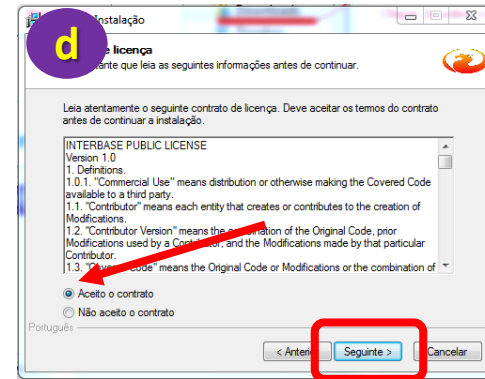 Instalação
d
licença
tante que leia as seguintes informações antes de continuar.
Leia atentamente o seguinte contrato de licença. Deve aceitar os termos do contrato
antes de continuar a instalação.
INTERBASE PUBLIC LICENSE
Version 1.0
1. Definitions.
1.0.1. "Commercial Use" means distribution or otherwise making the Covered Code
available to a third party.
1.1. "Contributor" means each entity that creates or contributes to the creation of
Modifications.
1.2. "Contributor Version" means the combination of the Original Code, prior
Modifications used by a Contributor, and the Modifications made by that particular
Contributor.
1.3. "Covered Code" means the Original Code or Modifications or the combination of
Aceito o contrato
Não aceito o contrato
Português
< Anteri
Seguinte >
Cancelar